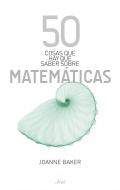 50
COSAS QUE
HAY QUE
SABER SOBRE
MATEMÁTICAS
JOANNE BAKER
Ariel